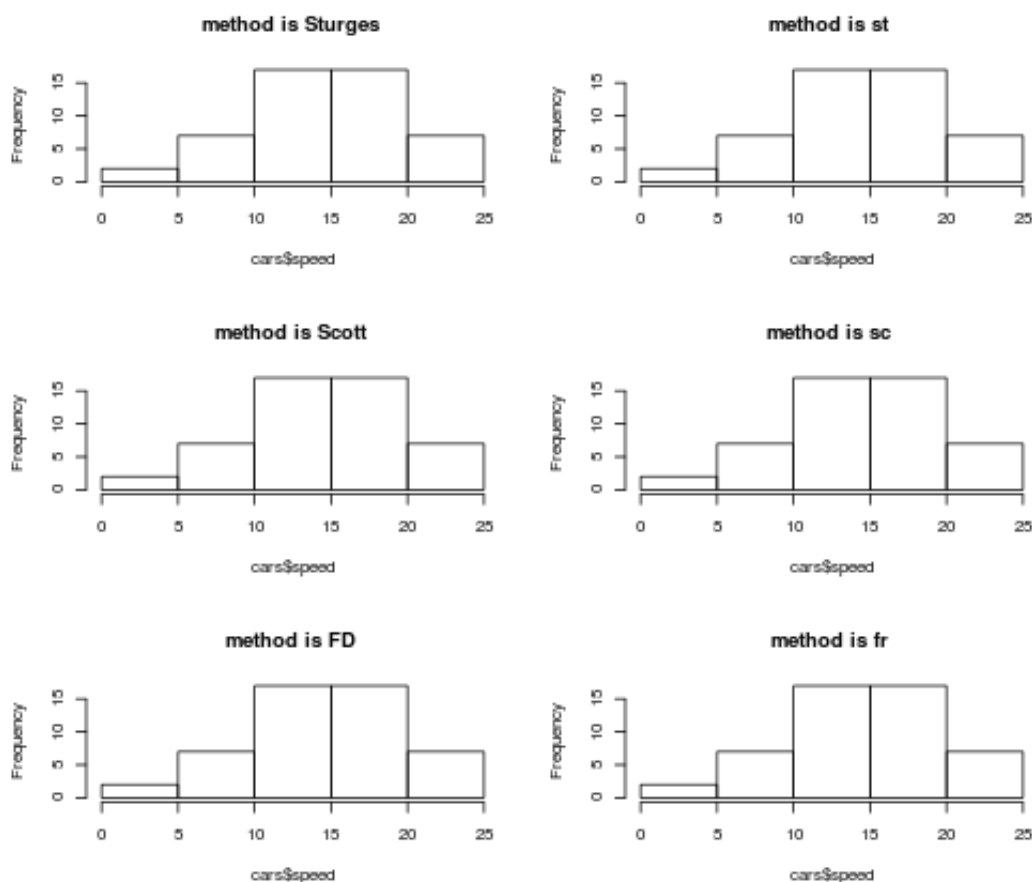 method is Sturges
Frequency
15
10
5
0
0 5 10 15 20 25
cars$speed
method is st
Frequency
15
10
5
0
0 5 10 15 20 25
cars$speed
method is Scott
Frequency
15
10
5
0
0 5 10 15 20 25
cars$speed
method is sc
Frequency
15
10
5
0
0 5 10 15 20 25
cars$speed
method is FD
Frequency
15
10
5
0
0 5 10 15 20 25
cars$speed
method is fr
Frequency
15
10
5
0
0 5 10 15 20 25
cars$speed